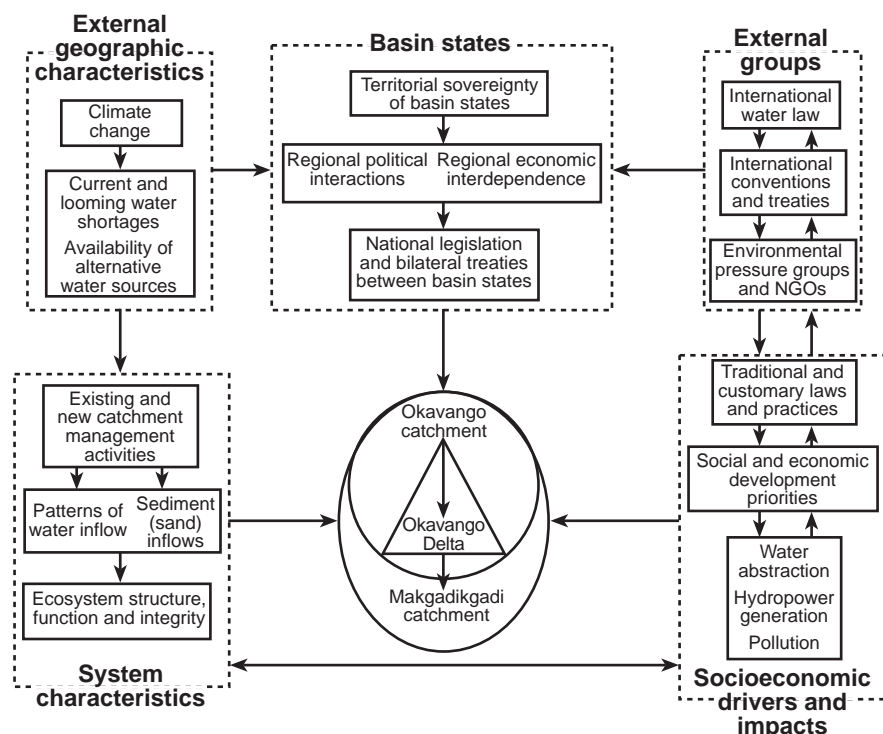 External
geographic
characteristics
Climate
change
Current and
looming water
shortages
Availability of
alternative
water sources
Basin states
Territorial sovereignty
of basin states
Regional political
interactions
Regional economic
interdependence
National legislation
and bilateral treaties
between basin states
External
groups
International
water law
International
conventions
and treaties
Environmental
pressure groups
and NGOs
Existing and
new catchment
management
activities
Patterns of
water inflow
Sediment
(sand)
inflows
Ecosystem structure,
function and integrity
System
characteristics
Okavango
catchment
Okavango
Delta
Makgadikgadi
catchment
Traditional and
customary laws
and practices
Social and economic
development
priorities
Water
abstraction
Hydropower
generation
Pollution
Socioeconomic
drivers and
impacts